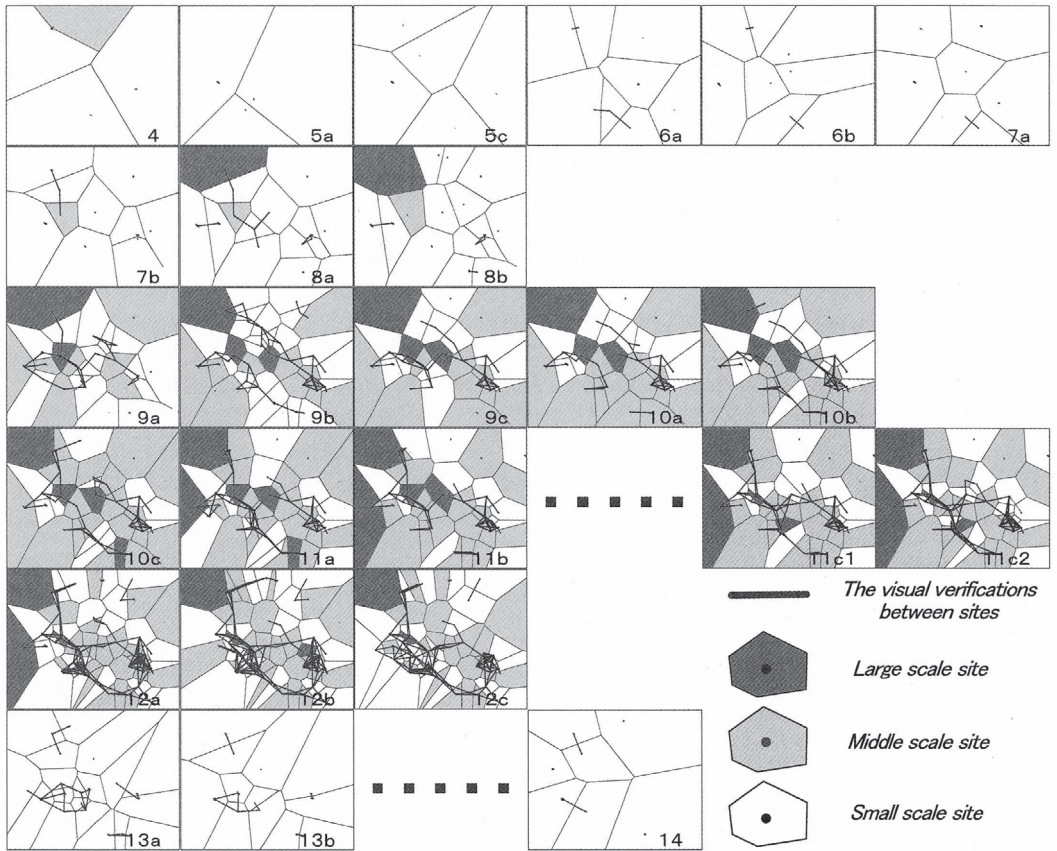 4
5a
5c
6a
6b
7a
7b
8a
8b
9a
9b
9c
10a
10b
10c
11a
11b
11c1
11c2
The visual verifications
between sites
Large scale site
12a
12b
12c
Middle scale site
Small scale site
13a
13b
14